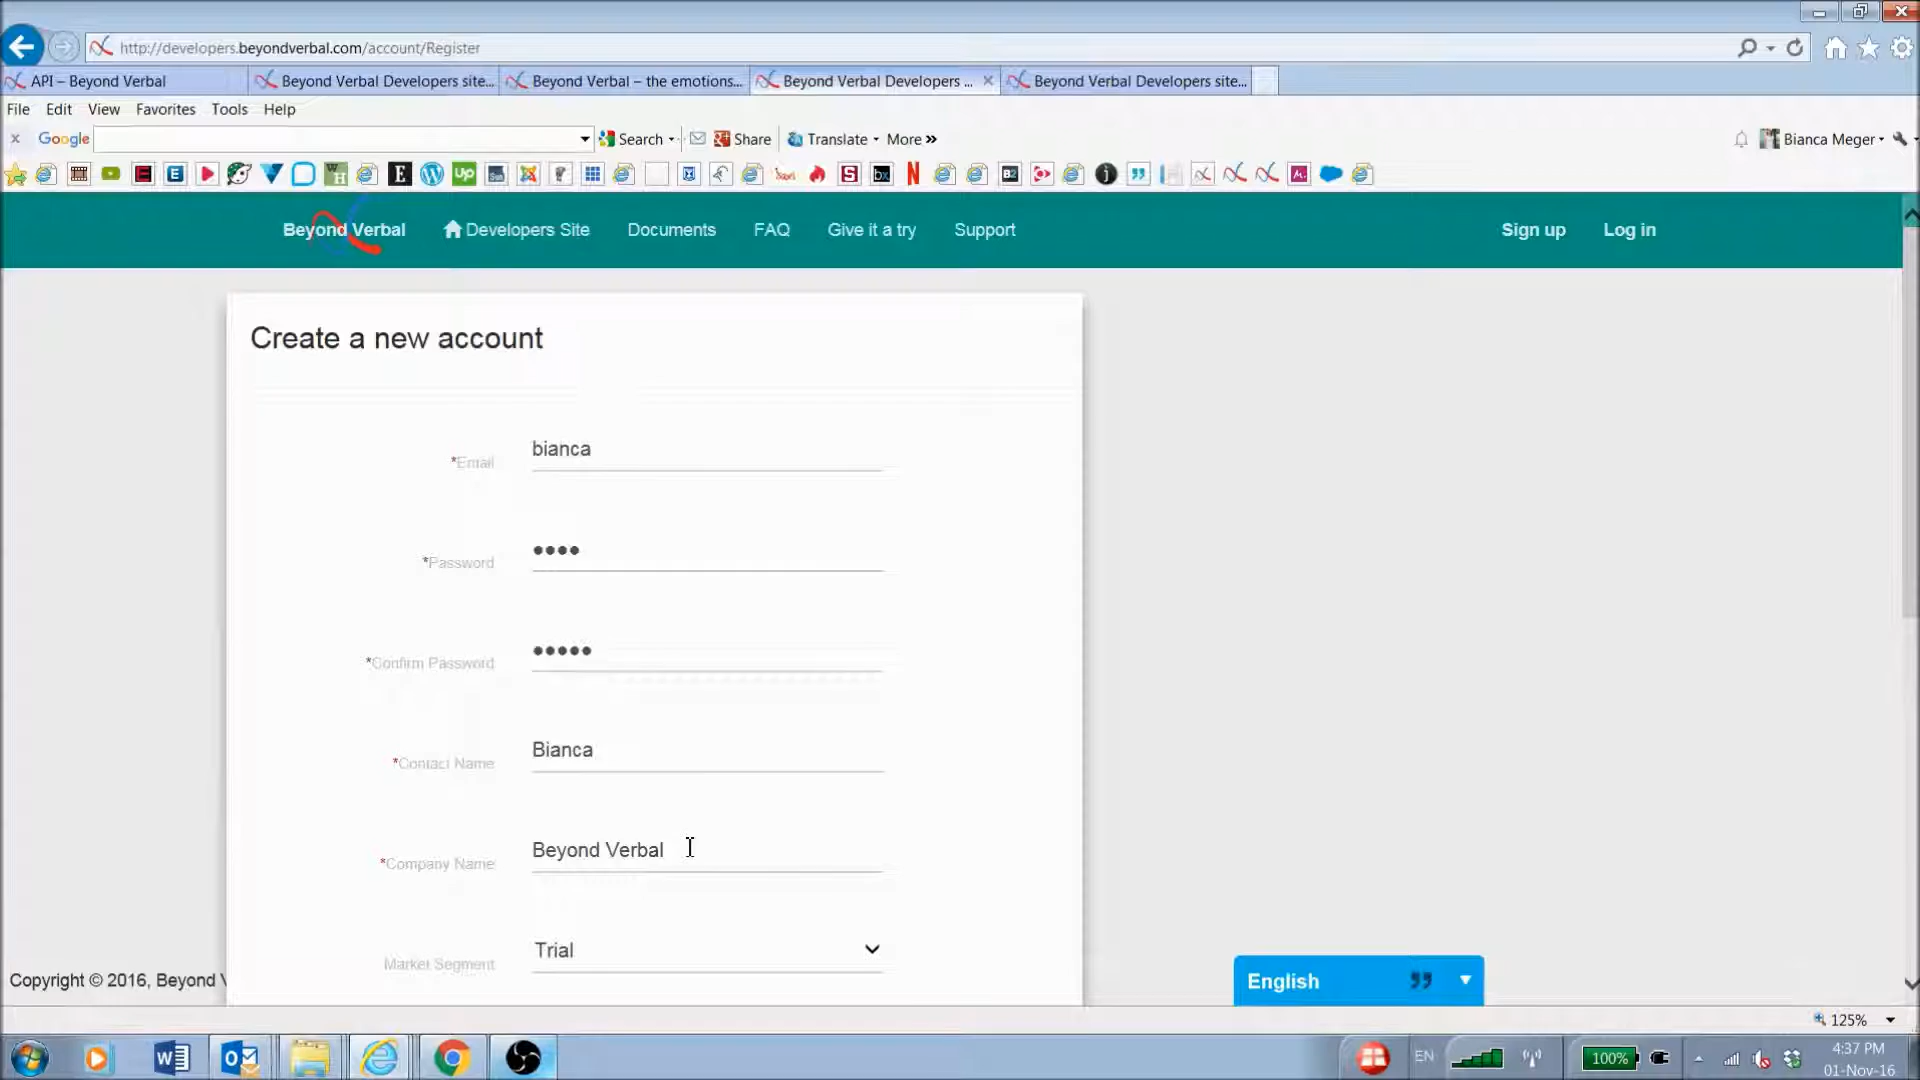 http://developers.beyondverbal.com/account/Register
API – Beyond Verbal
Beyond Verbal Developers site...
Beyond Verbal – the emotions...
Beyond Verbal Developers ...
Beyond Verbal Developers site...
File Edit View Favorites Tools Help
x Google Search Share Translate More »
Bianca Meger
Beyond Verbal Developers Site Documents FAQ Give it a try Support Sign up Log in
Create a new account
*Email bianca
*Password ••••
*Confirm Password •••••
*Contact Name Bianca
*Company Name Beyond Verbal
Market Segment Trial
Copyright © 2016, Beyond
English
125%
EN 100% 4:37 PM
01-Nov-16